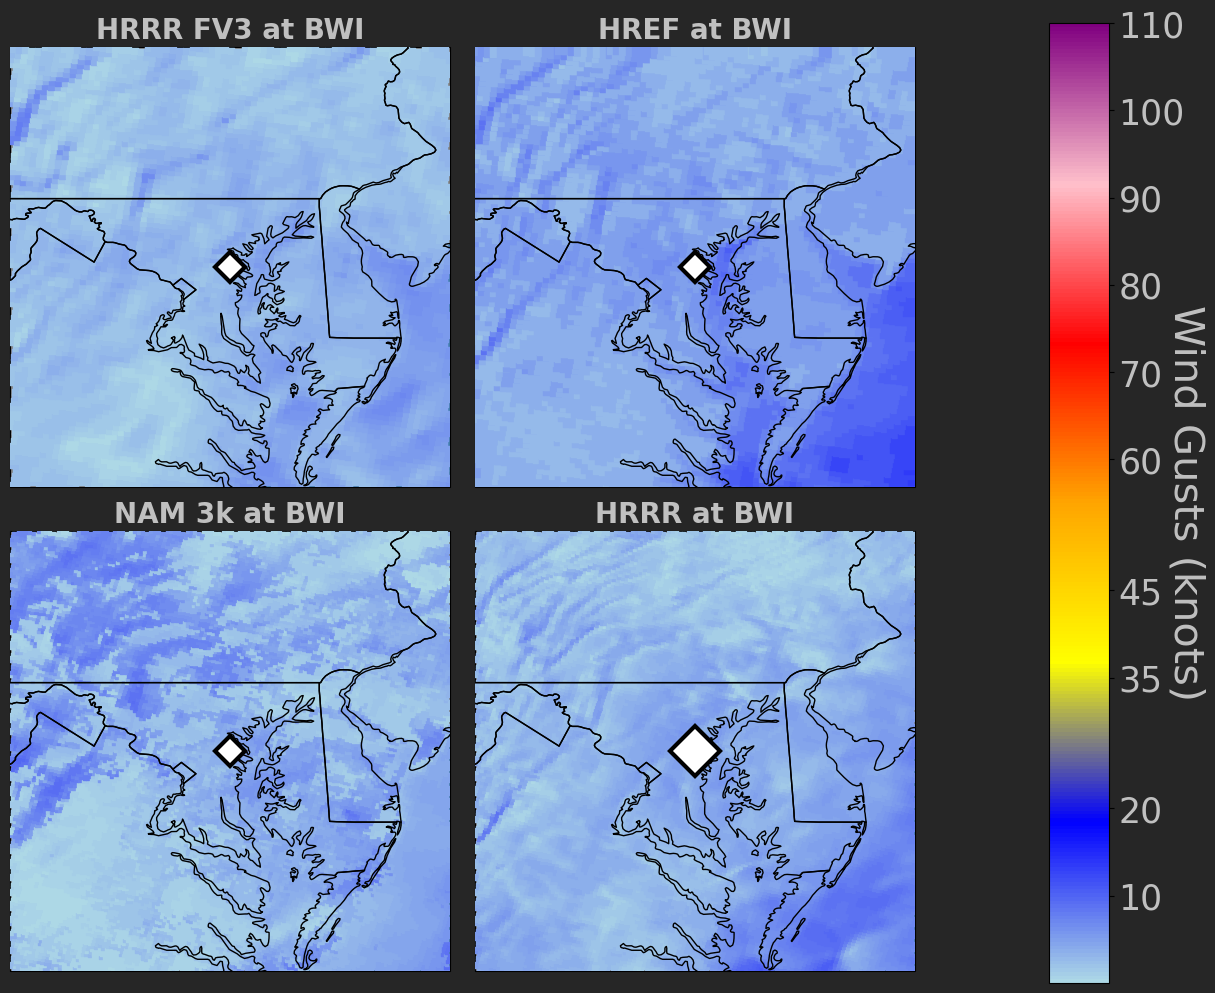 HRRR FV3 at BWI
HREF at BWI
NAM 3k at BWI
HRRR at BWI
110
100
90
80
70
60
45
35
20
10
Wind Gusts (knots)